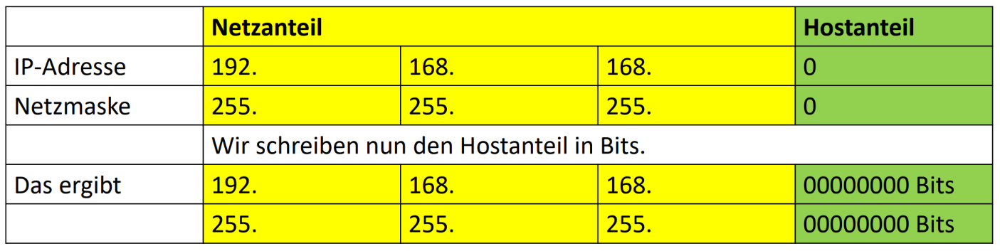 Netzanteil Hostanteil
IP-Adresse 192. 168. 168. 0
Netzmaske 255. 255. 255. 0
Wir schreiben nun den Hostanteil in Bits.
Das ergibt 192. 168. 168. 00000000 Bits
255. 255. 255. 00000000 Bits